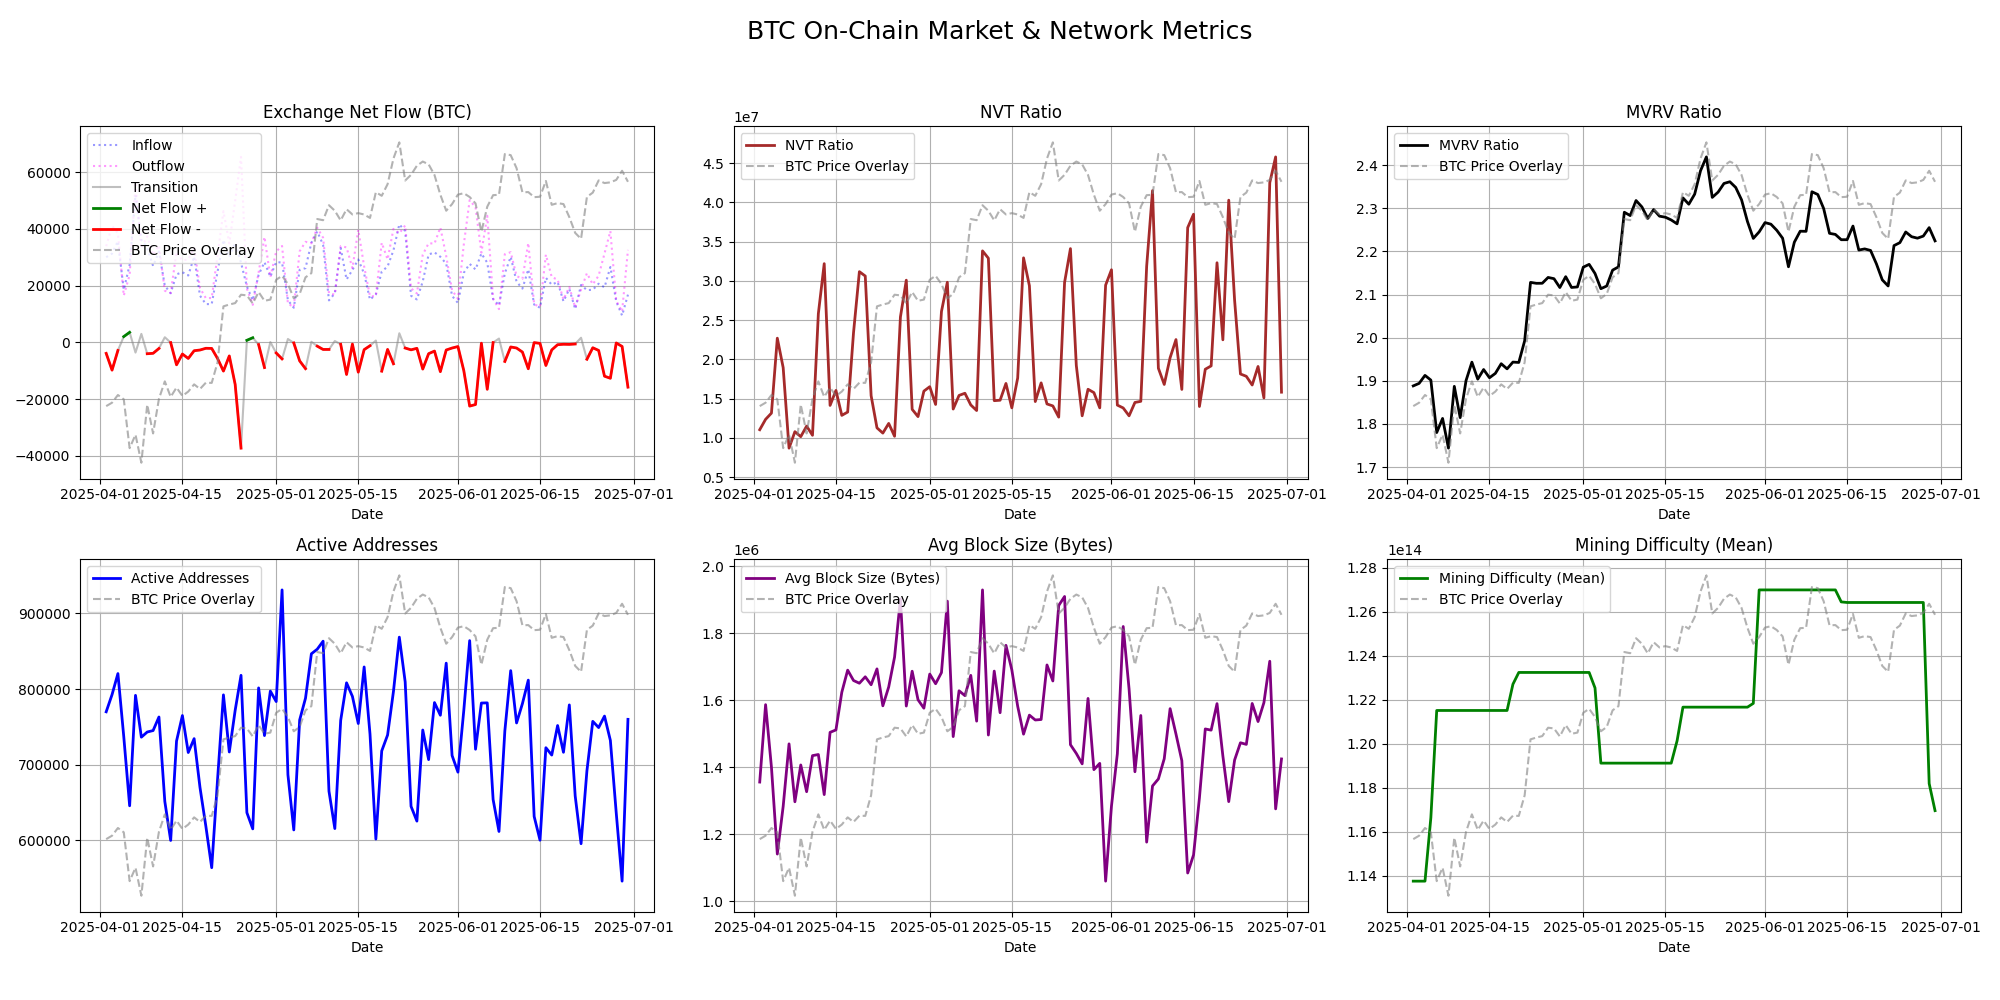 BTC On-Chain Market & Network Metrics
Exchange Net Flow (BTC)
Inflow
Outflow
Transition
Net Flow +
Net Flow -
BTC Price Overlay
60000
40000
20000
0
−20000
−40000
2025-04-01 2025-04-15 2025-05-01 2025-05-15 2025-06-01 2025-06-15 2025-07-01
Date
NVT Ratio
1e7
NVT Ratio
BTC Price Overlay
4.5
4.0
3.5
3.0
2.5
2.0
1.5
1.0
0.5
2025-04-01 2025-04-15 2025-05-01 2025-05-15 2025-06-01 2025-06-15 2025-07-01
Date
MVRV Ratio
MVRV Ratio
BTC Price Overlay
2.4
2.3
2.2
2.1
2.0
1.9
1.8
1.7
2025-04-01 2025-04-15 2025-05-01 2025-05-15 2025-06-01 2025-06-15 2025-07-01
Date
Active Addresses
Active Addresses
BTC Price Overlay
900000
800000
700000
600000
2025-04-01 2025-04-15 2025-05-01 2025-05-15 2025-06-01 2025-06-15 2025-07-01
Date
Avg Block Size (Bytes)
1e6
Avg Block Size (Bytes)
BTC Price Overlay
2.0
1.8
1.6
1.4
1.2
1.0
2025-04-01 2025-04-15 2025-05-01 2025-05-15 2025-06-01 2025-06-15 2025-07-01
Date
Mining Difficulty (Mean)
1e14
Mining Difficulty (Mean)
BTC Price Overlay
1.28
1.26
1.24
1.22
1.20
1.18
1.16
1.14
2025-04-01 2025-04-15 2025-05-01 2025-05-15 2025-06-01 2025-06-15 2025-07-01
Date